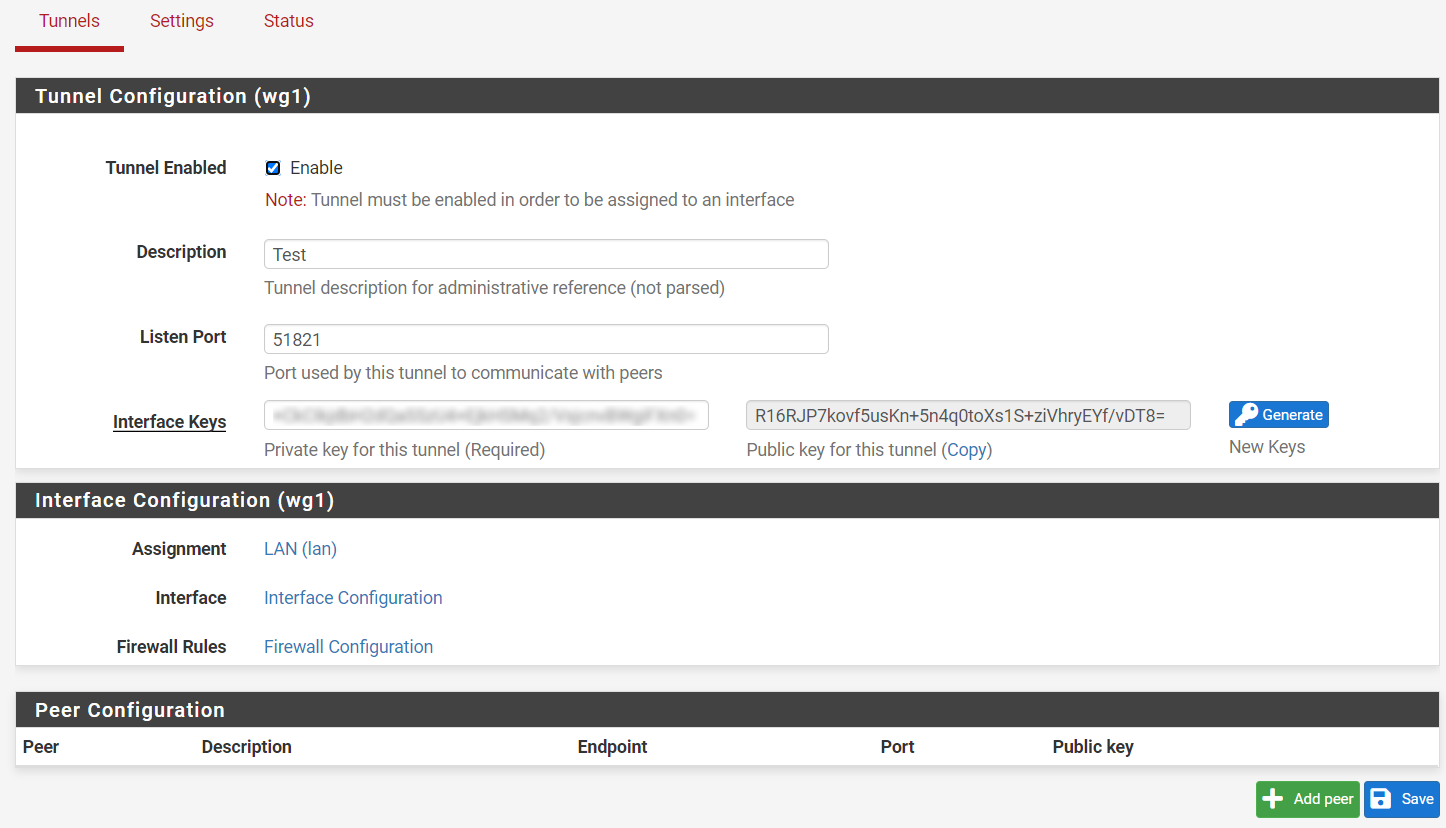 Tunnels Settings Status
Tunnel Configuration (wg1)
Tunnel Enabled Enable
Note: Tunnel must be enabled in order to be assigned to an interface
Description Test
Tunnel description for administrative reference (not parsed)
Listen Port 51821
Port used by this tunnel to communicate with peers
Interface Keys R16RJP7kovf5usKn+5n4q0toXs1S+ziVhryEYf/vDT8= Generate
Private key for this tunnel (Required) Public key for this tunnel (Copy) New Keys
Interface Configuration (wg1)
Assignment LAN (lan)
Interface Interface Configuration
Firewall Rules Firewall Configuration
Peer Configuration
Peer Description Endpoint Port Public key
Add peer Save